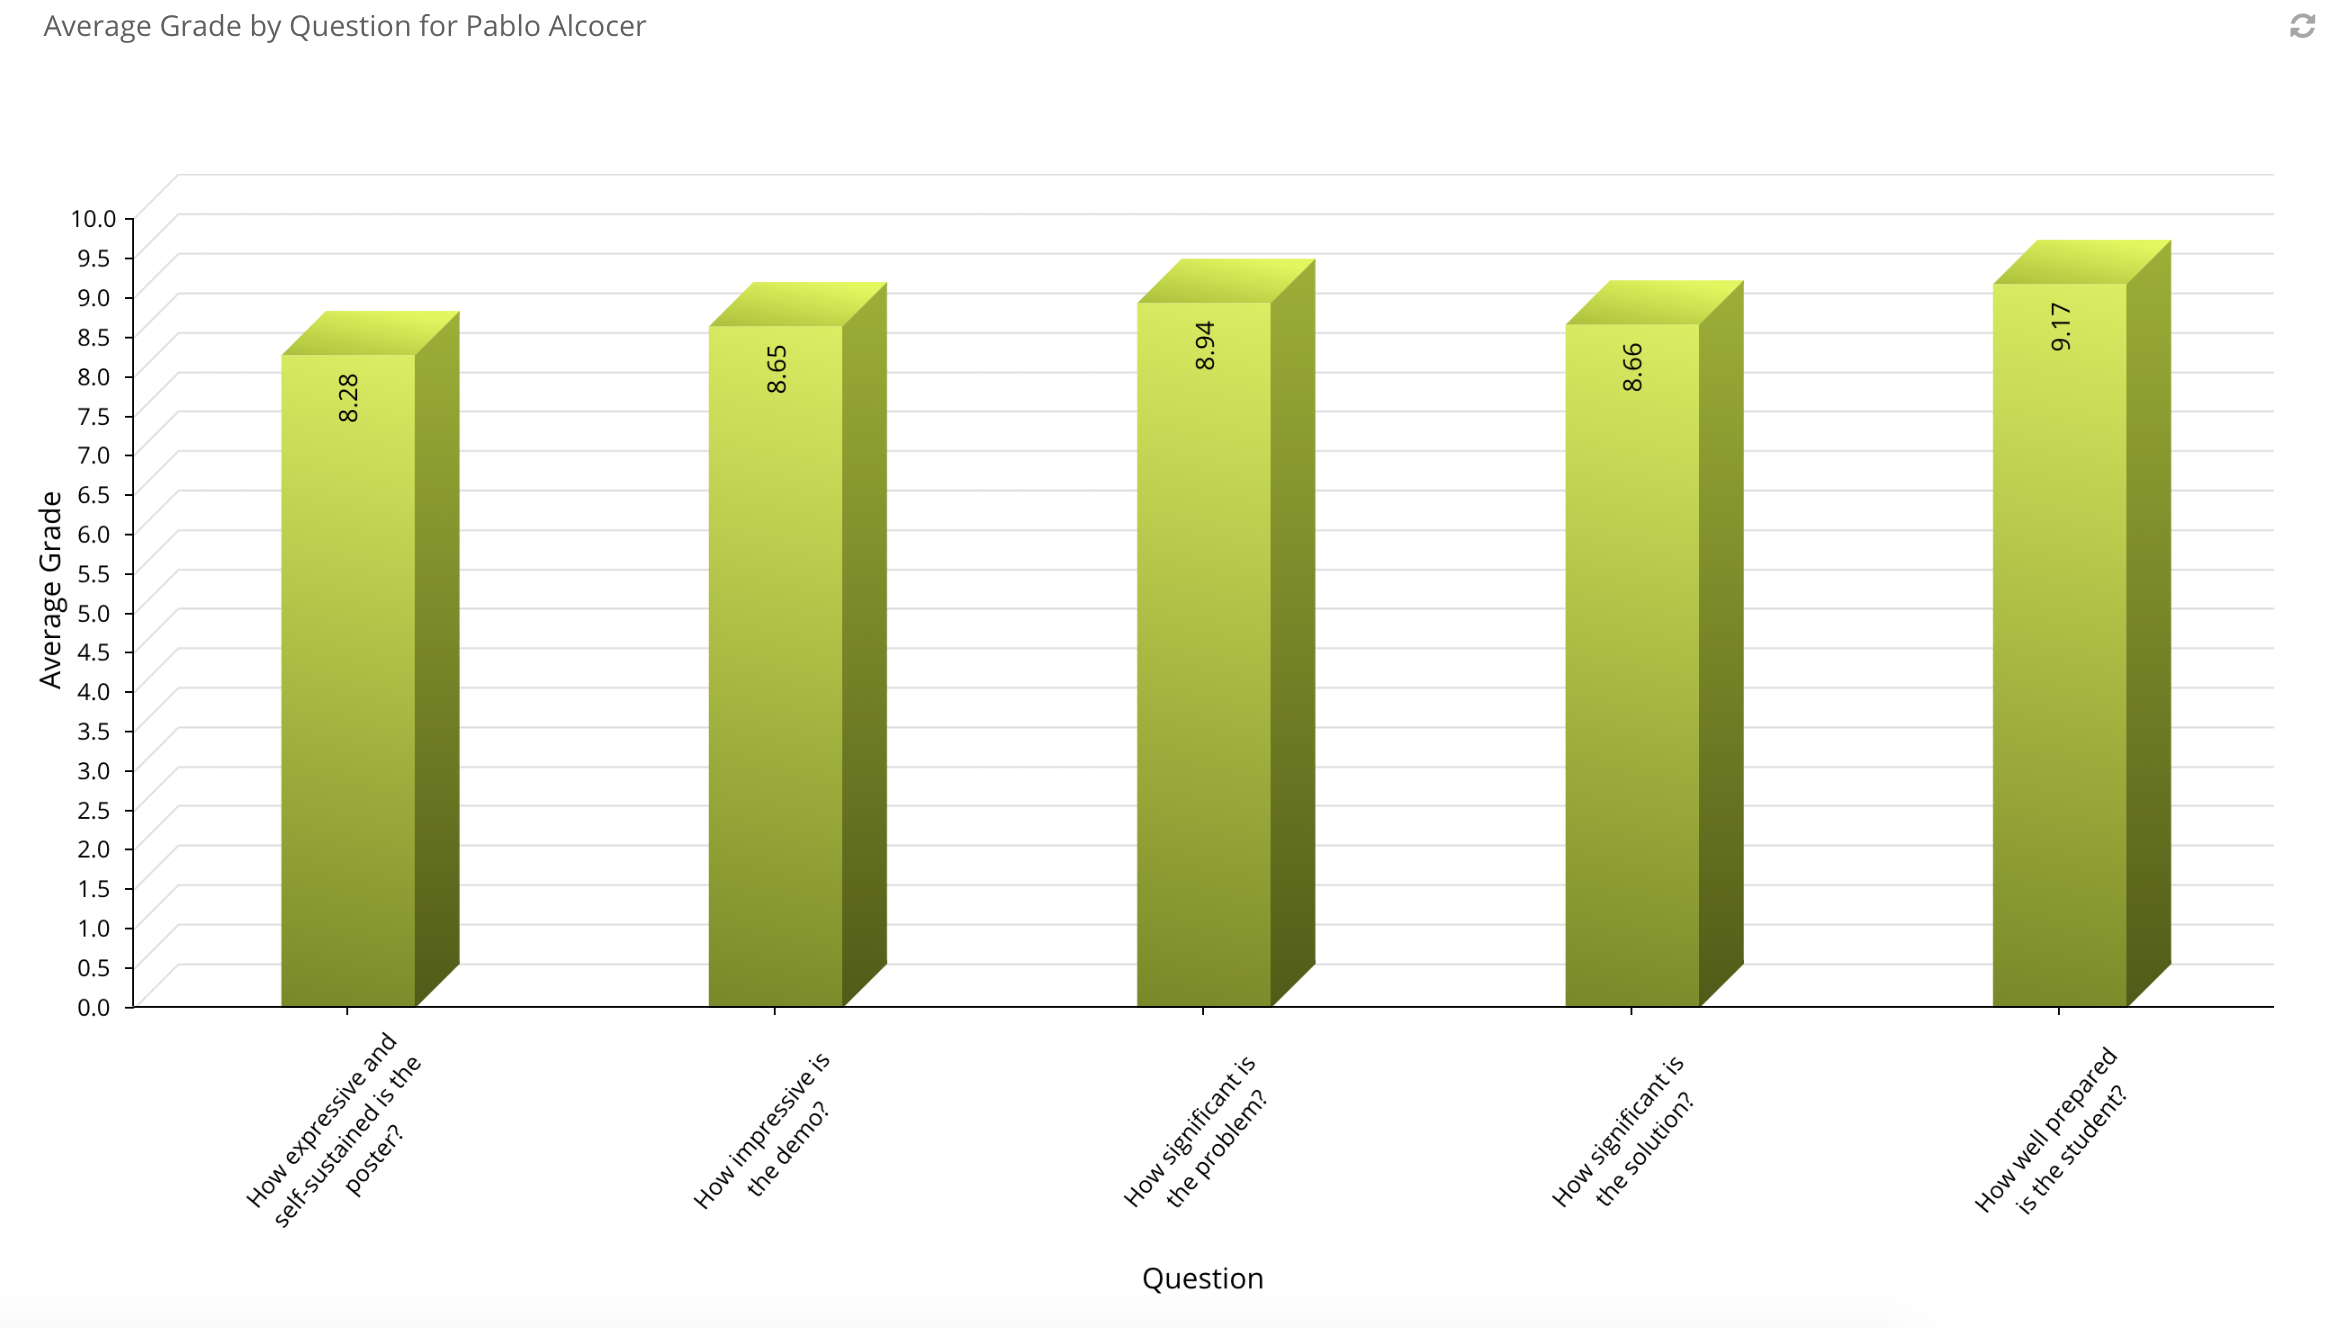 Average Grade by Question for Pablo Alcocer
Average Grade
10.0
9.5
9.0
8.5
8.0
7.5
7.0
6.5
6.0
5.5
5.0
4.5
4.0
3.5
3.0
2.5
2.0
1.5
1.0
0.5
0.0
8.28
8.65
8.94
8.66
9.17
How expressive and
self-sustained is the
poster?
How impressive is
the demo?
How significant is
the problem?
How significant is
the solution?
How well prepared
is the student?
Question